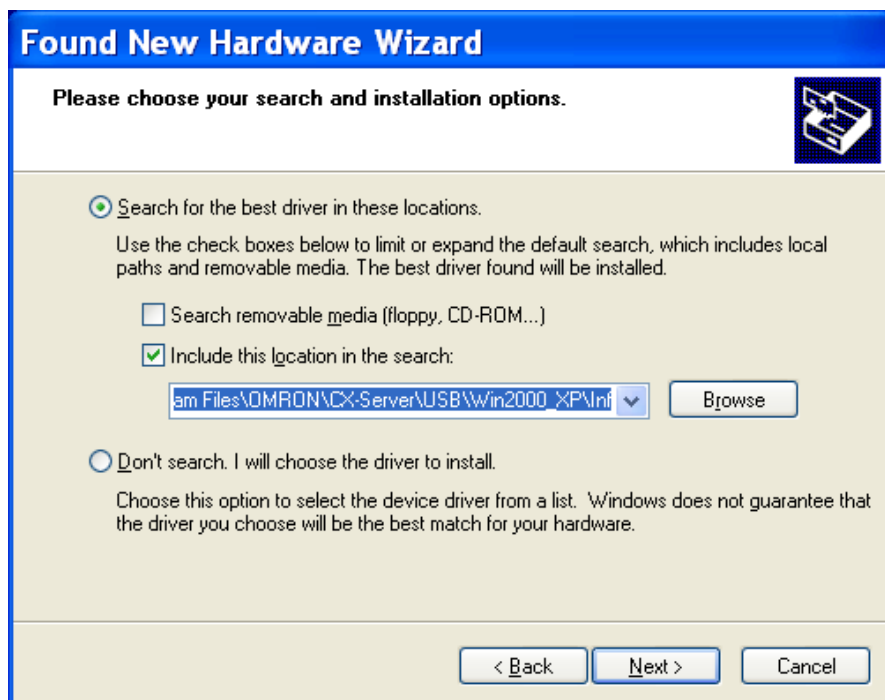 Found New Hardware Wizard
Please choose your search and installation options.
Search for the best driver in these locations.
Use the check boxes below to limit or expand the default search, which includes local
paths and removable media. The best driver found will be installed.
Search removable media (floppy, CD-ROM...)
Include this location in the search:
am Files\OMRON\CX-Server\USB\Win2000_XP\Inf
Browse
Don't search. I will choose the driver to install.
Choose this option to select the device driver from a list. Windows does not guarantee that
the driver you choose will be the best match for your hardware.
< Back
Next >
Cancel